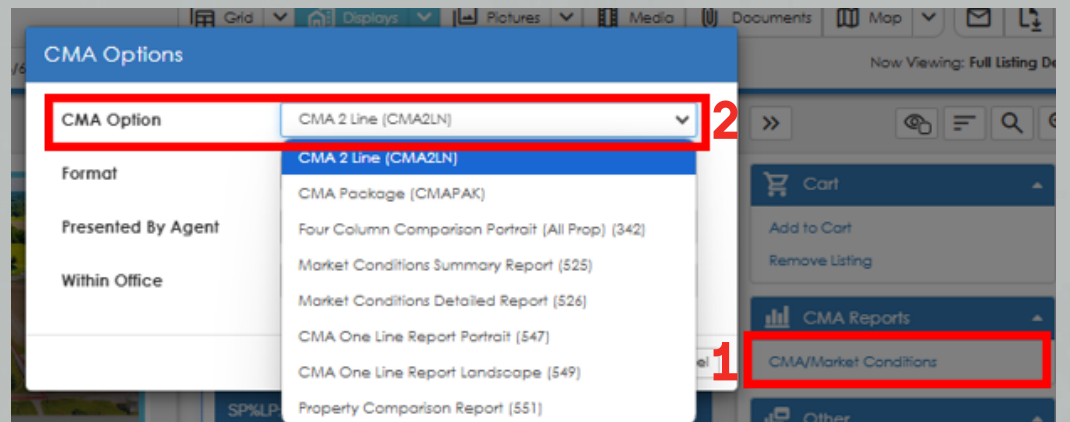 Grid
Displays
Pictures
Media
Documents
Map
CMA Options
Now Viewing: Full Listing
CMA Option
CMA 2 Line (CMA2LN)
2
CMA 2 Line (CMA2LN)
Format
CMA Package (CMAPAK)
Cart
Presented By Agent
Four Column Comparison Portrait (All Prop) (342)
Add to Cart
Market Conditions Summary Report (525)
Remove Listing
Within Office
Market Conditions Detailed Report (526)
CMA Reports
CMA One Line Report Portrait (547)
1
CMA/Market Conditions
CMA One Line Report Landscape (549)
Property Comparison Report (551)
Other